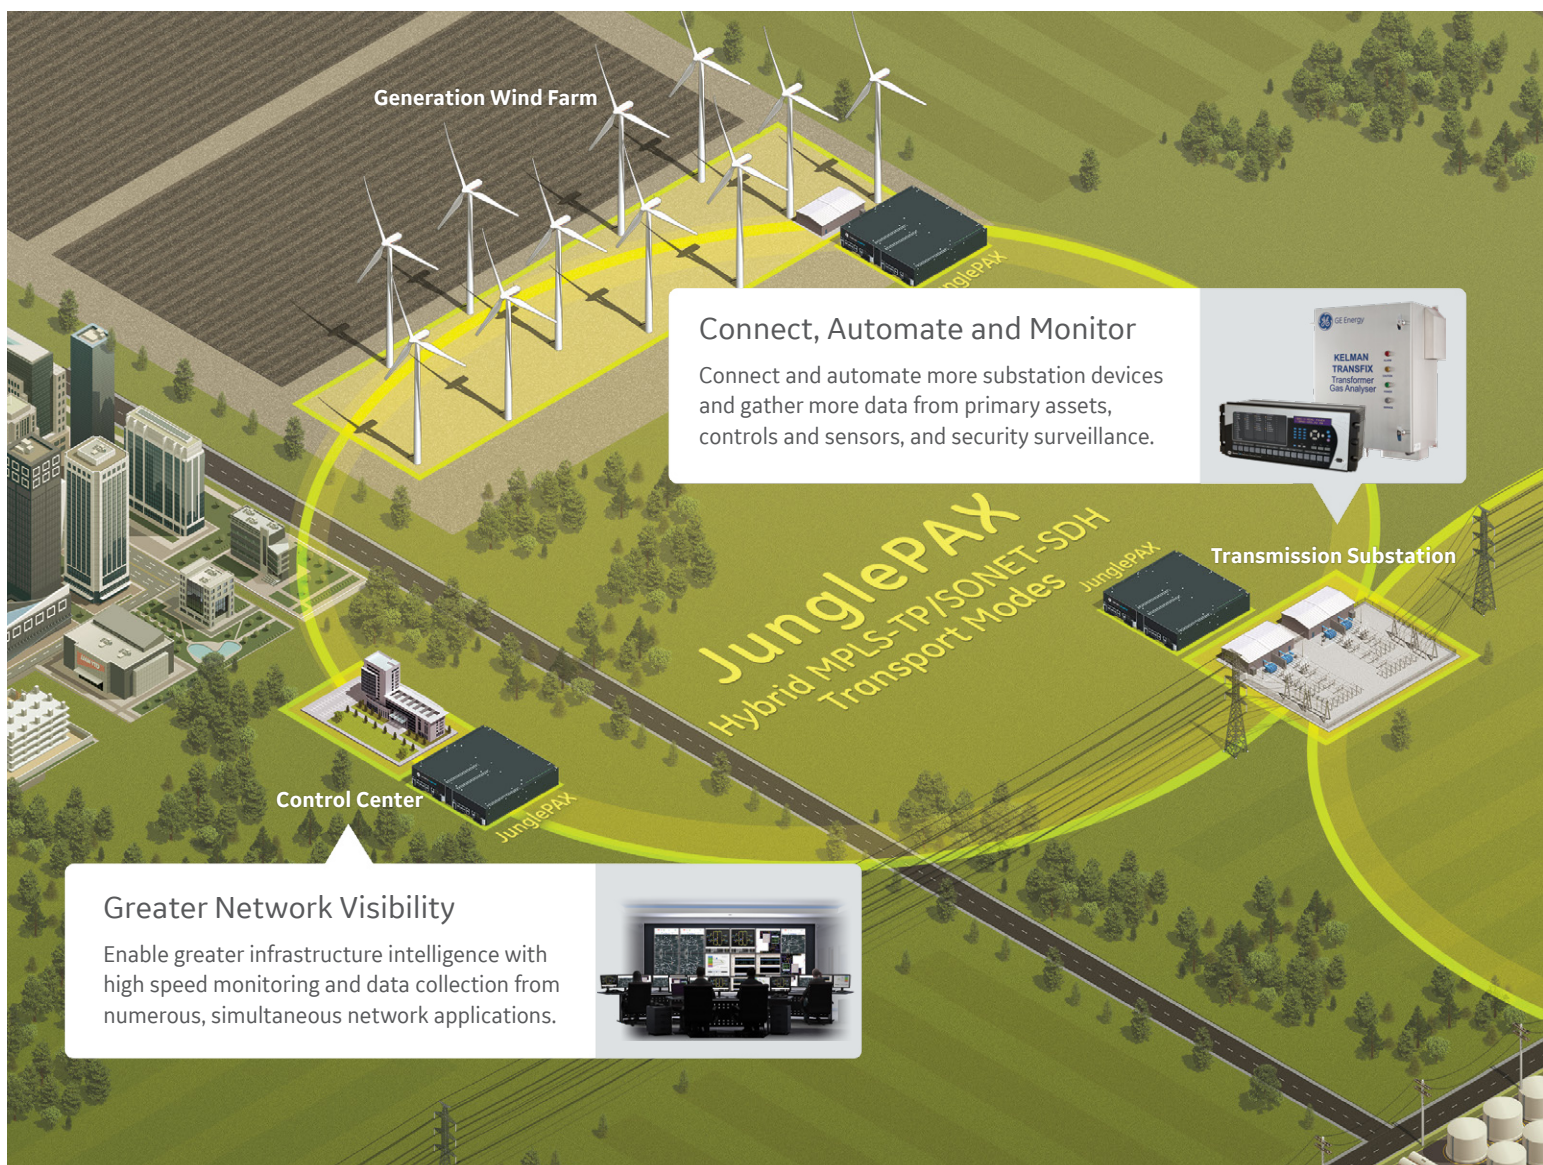 Generation Wind Farm
JunglePAX
Connect, Automate and Monitor
Connect and automate more substation devices
and gather more data from primary assets,
controls and sensors, and security surveillance.
GE Energy
KELMAN
TRANSFIX
Transformer
Gas Analyser
JunglePAX
Hybrid MPLS-TP/SONET-SDH
Transport Modes
JunglePAX
Transmission Substation
Control Center
JunglePAX
Greater Network Visibility
Enable greater infrastructure intelligence with
high speed monitoring and data collection from
numerous, simultaneous network applications.